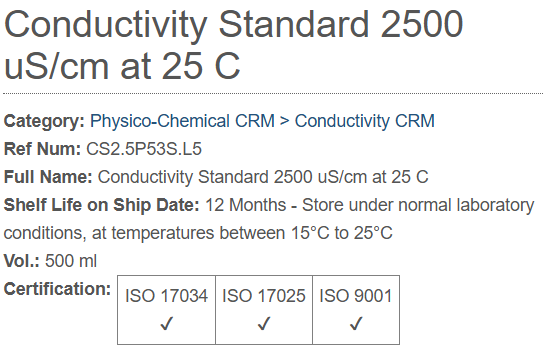 Conductivity Standard 2500
uS/cm at 25 C
Category: Physico-Chemical CRM > Conductivity CRM
Ref Num: CS2.5P53S.L5
Full Name: Conductivity Standard 2500 uS/cm at 25 C
Shelf Life on Ship Date: 12 Months - Store under normal laboratory
conditions, at temperatures between 15°C to 25°C
Vol.: 500 ml
Certification: ISO 17034 ISO 17025 ISO 9001
✓ ✓ ✓